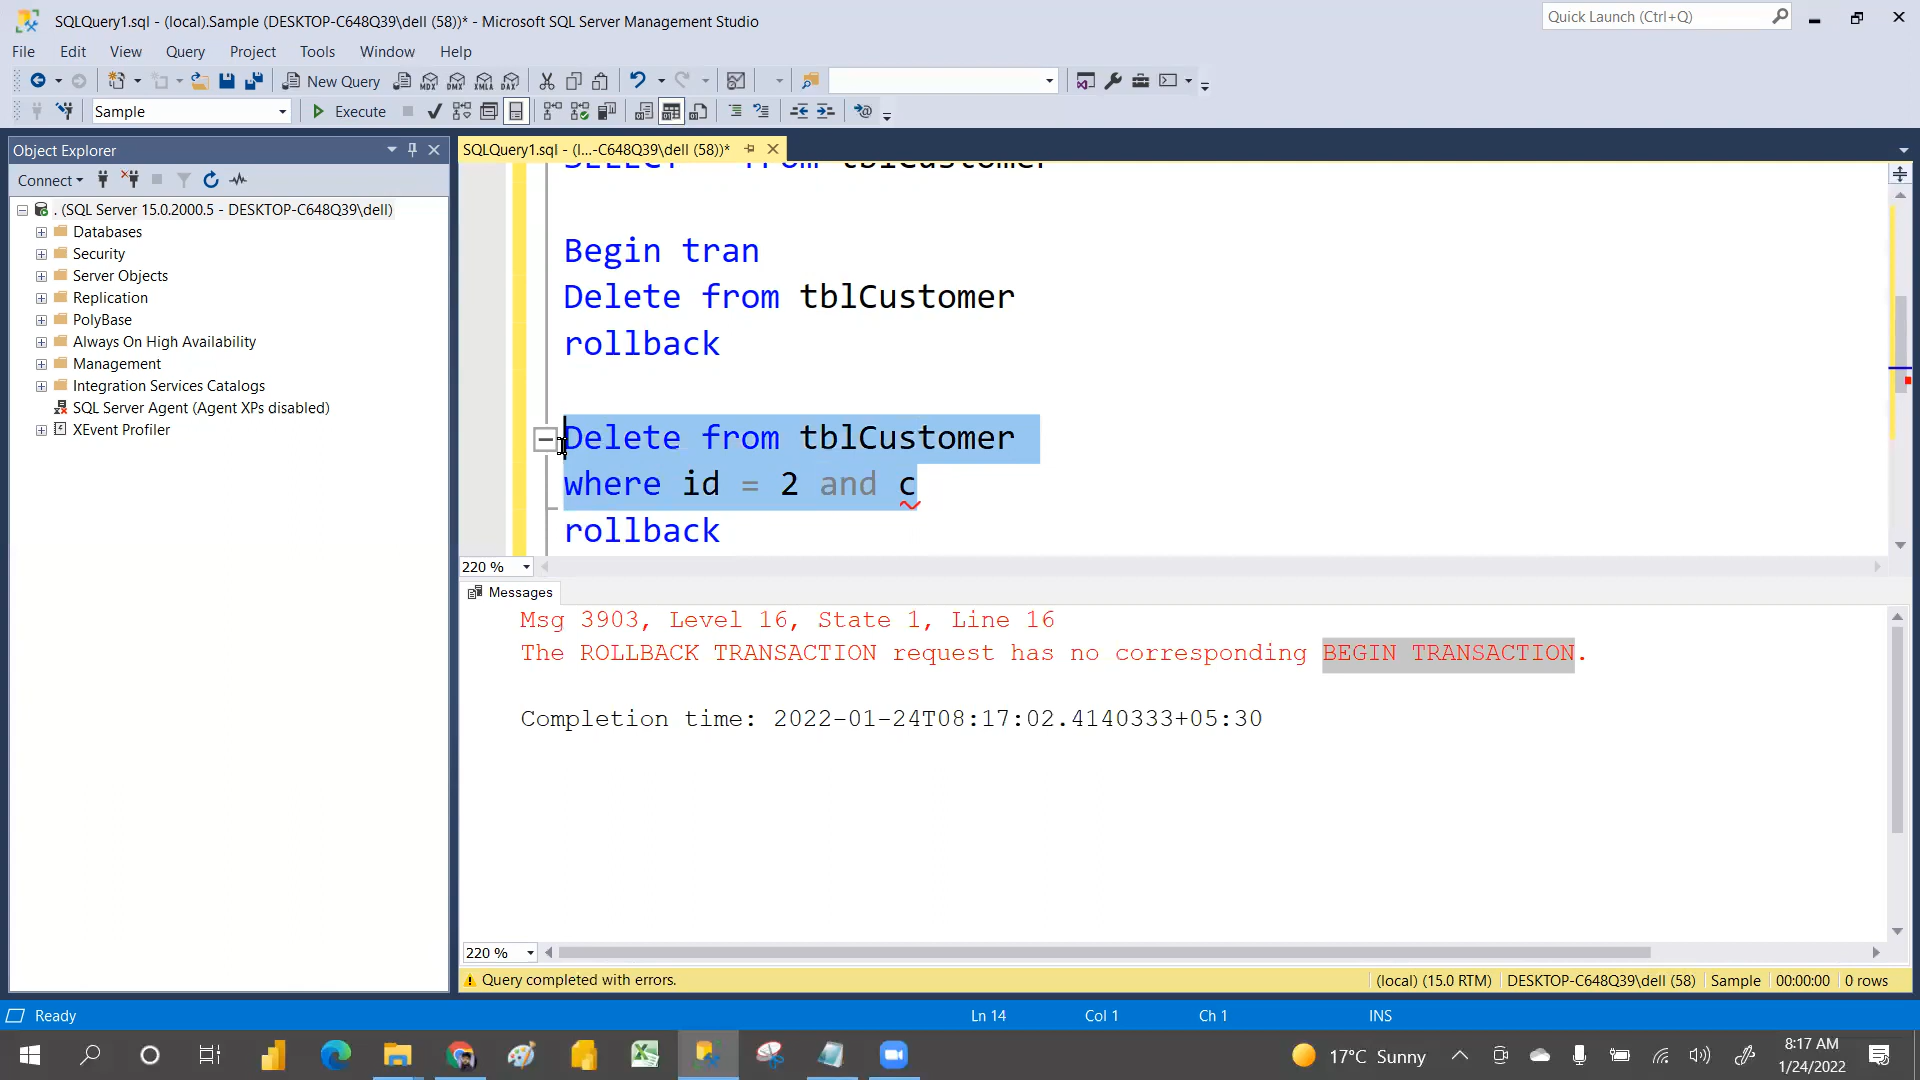 SQLQuery1.sql - (local).Sample (DESKTOP-C648Q39\dell (58))* - Microsoft SQL Server Management Studio
Quick Launch (Ctrl+Q)
File Edit View Query Project Tools Window Help
New Query
MDX DMX XMLA DAX
Sample
Execute
Object Explorer
SQLQuery1.sql - (l...-C648Q39\dell (58))*
Connect
SELECT * from tblCustomer
. (SQL Server 15.0.2000.5 - DESKTOP-C648Q39\dell)
Databases
Security
Server Objects
Replication
PolyBase
Always On High Availability
Management
Integration Services Catalogs
SQL Server Agent (Agent XPs disabled)
XEvent Profiler
Begin tran
Delete from tblCustomer
rollback
Delete from tblCustomer
where id = 2 and c
rollback
220 %
Messages
Msg 3903, Level 16, State 1, Line 16
The ROLLBACK TRANSACTION request has no corresponding BEGIN TRANSACTION.
Completion time: 2022-01-24T08:17:02.4140333+05:30
220 %
Query completed with errors.
(local) (15.0 RTM) DESKTOP-C648Q39\dell (58) Sample 00:00:00 0 rows
Ready
Ln 14 Col 1 Ch 1 INS
17°C Sunny
8:17 AM
1/24/2022